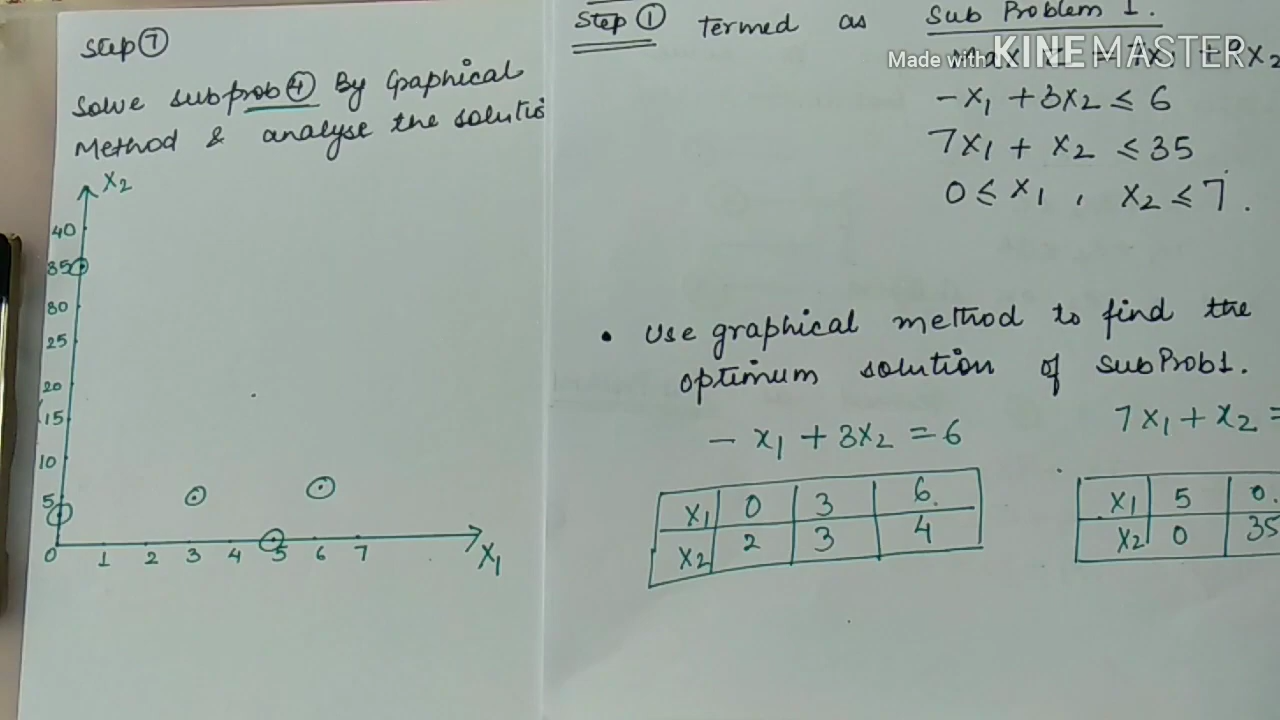 Step ⑦
Solve subprob ④ By Graphical
Method & analyse the solutio
X₂
40
35
30
25
20
15
10
5
0 1 2 3 4 5 6 7
X₁
Step ① termed as Sub Problem 1.
Made with KINEMASTER
Max Z = 7x + 9x₂
-x₁ + 3x₂ ≤ 6
7x₁ + x₂ ≤ 35
0 ≤ x₁ , x₂ ≤ 7.
• Use graphical method to find the
optimum solution of SubProb1.
- x₁ + 3x₂ = 6 7x₁ + x₂ =
x₁ 0 3 6. x₁ 5 0.
x₂ 2 3 4 x₂ 0 35